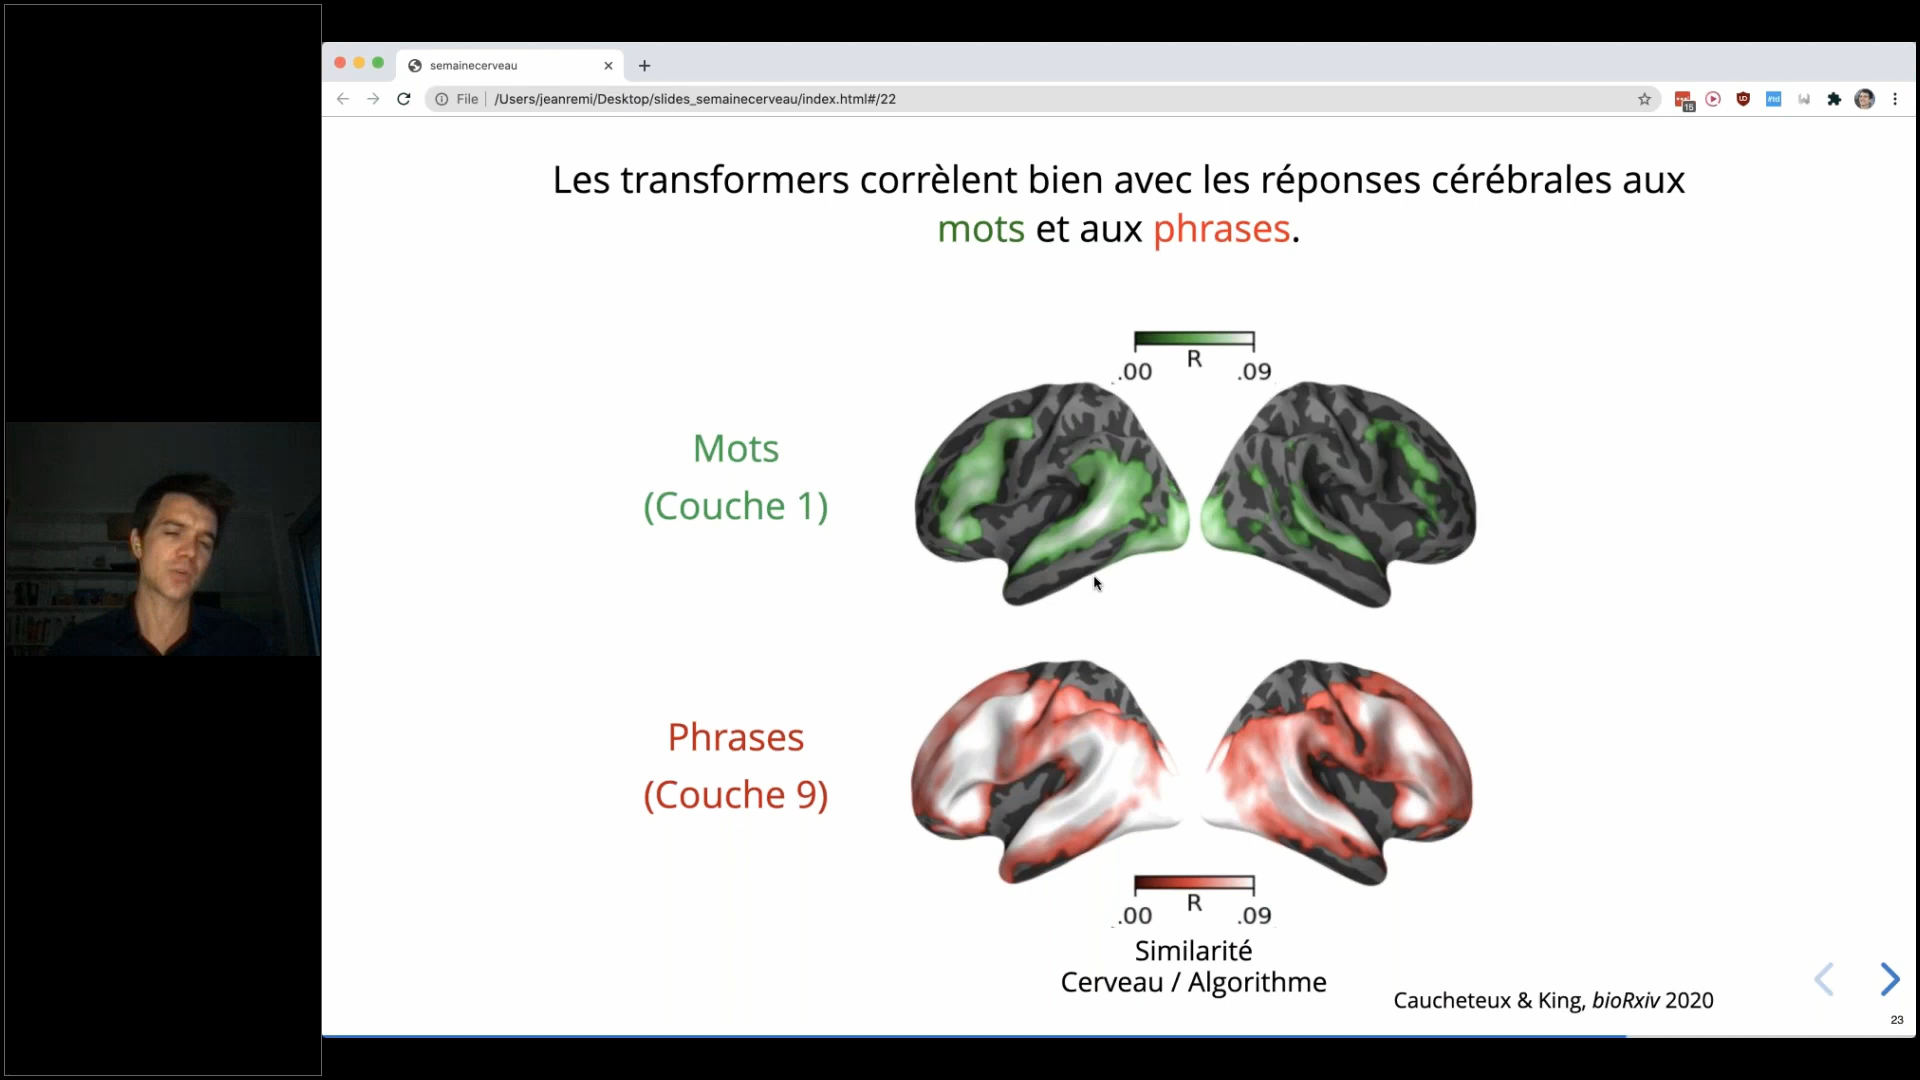 semainecerveau
File
/Users/jeanremi/Desktop/slides_semainecerveau/index.html#/22
15
Les transformers corrèlent bien avec les réponses cérébrales aux
mots et aux phrases.
R
.00 .09
Mots
(Couche 1)
Phrases
(Couche 9)
R
.00 .09
Similarité
Cerveau / Algorithme
Caucheteux & King, bioRxiv 2020
23